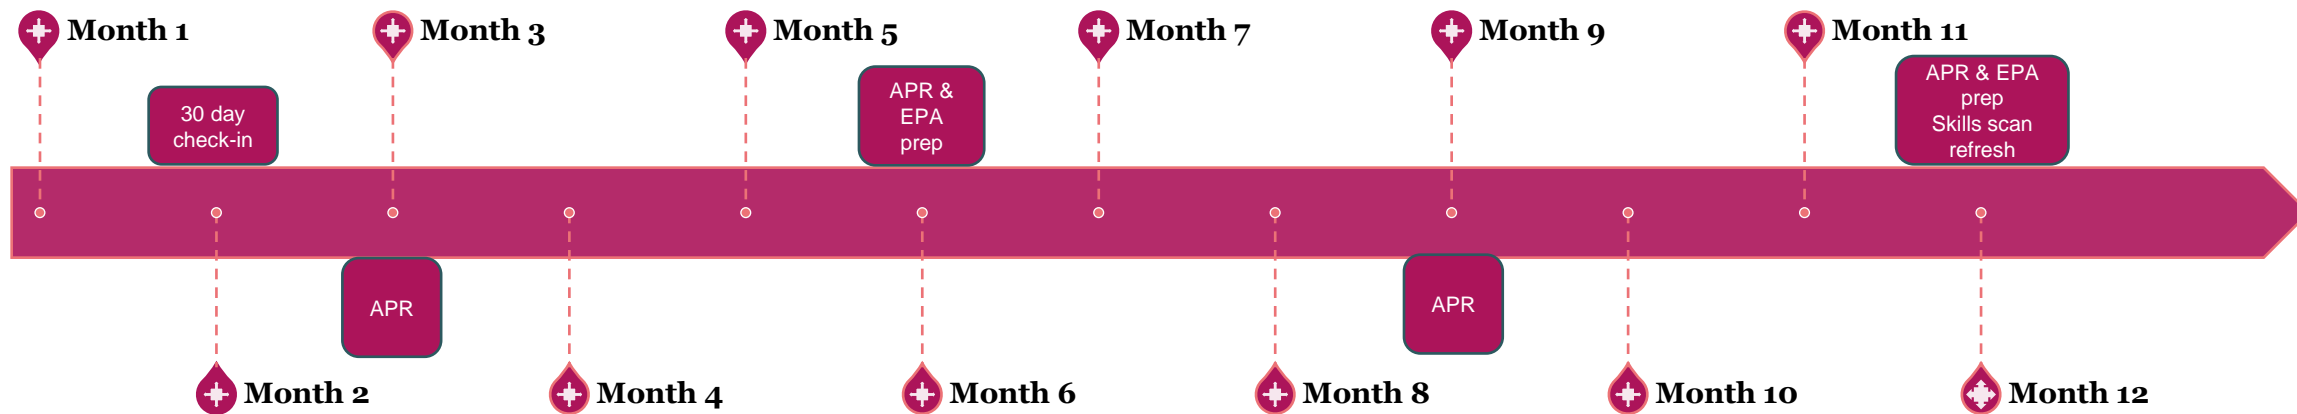 Month 1
Month 3
Month 5
Month 7
Month 9
Month 11
30 day
check-in
APR &
EPA
prep
APR & EPA
prep
Skills scan
refresh
APR
APR
Month 2
Month 4
Month 6
Month 8
Month 10
Month 12